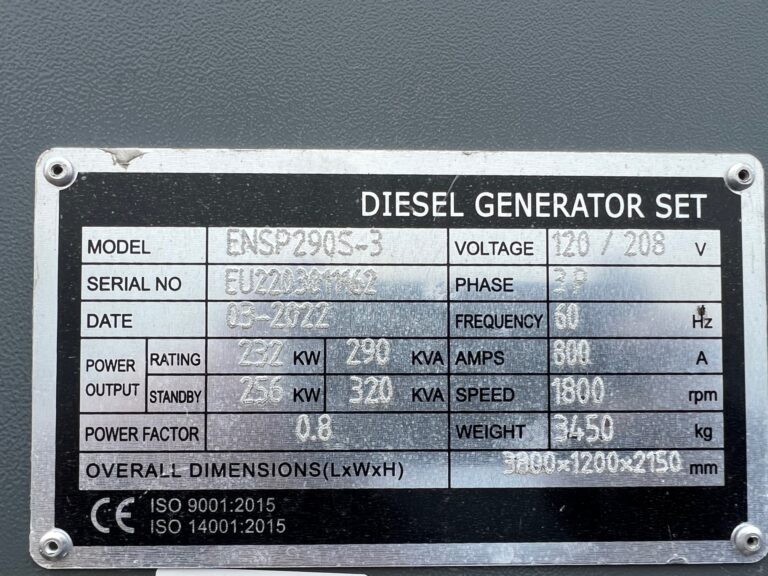 DIESEL GENERATOR SET
MODEL ENSP290S-3 VOLTAGE 120 / 208 V
SERIAL NO EU2203011162 PHASE 3P
DATE 03-2022 FREQUENCY 60 Hz
POWER OUTPUT RATING 232 KW 290 KVA AMPS 800 A
STANDBY 256 KW 320 KVA SPEED 1800 rpm
POWER FACTOR 0.8 WEIGHT 3450 kg
OVERALL DIMENSIONS(LxWxH) 3800×1200×2150 mm
CE ISO 9001:2015
ISO 14001:2015